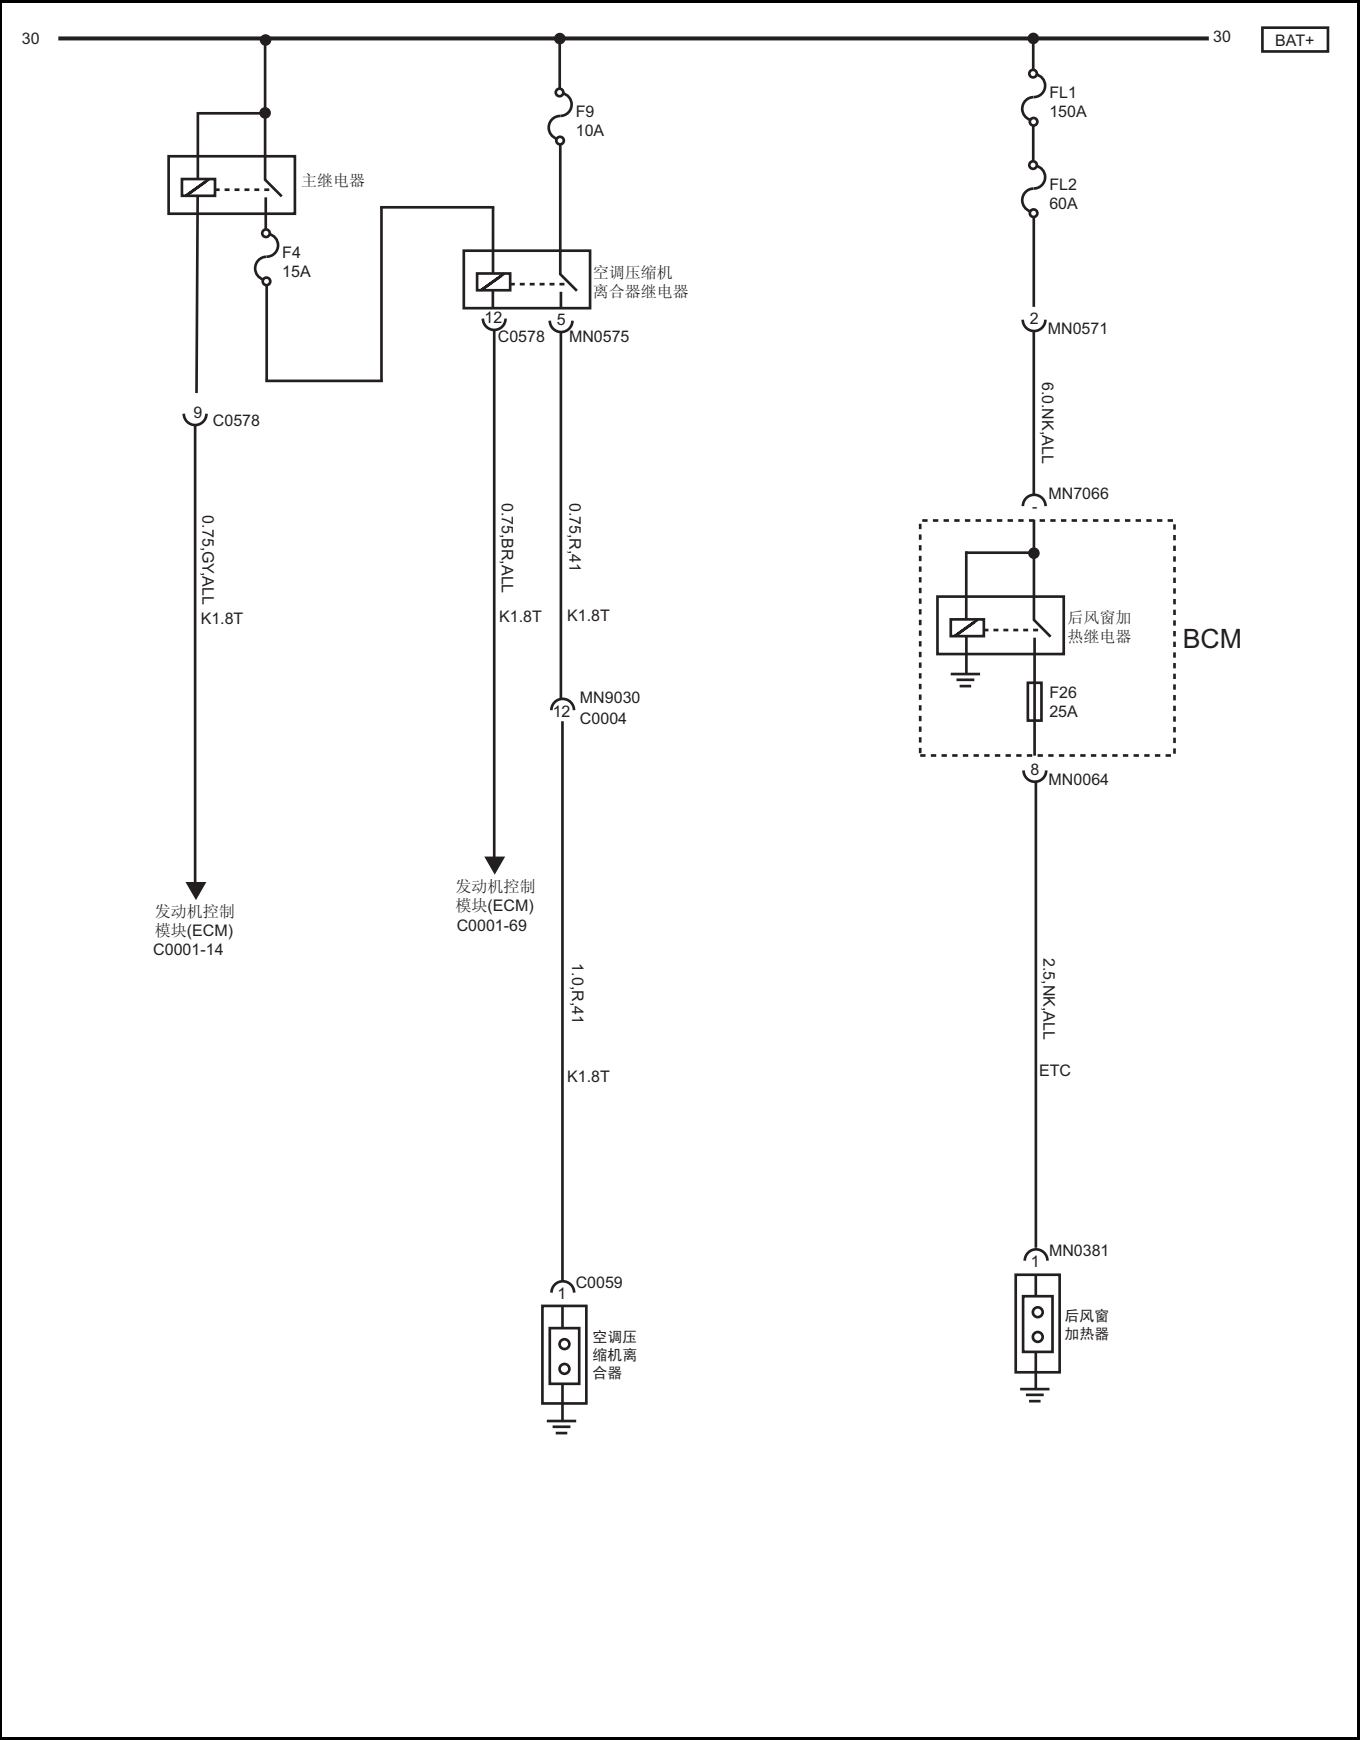 30
30
BAT+
主继电器
F4
15A
9
C0578
0.75,GY,ALL
K1.8T
发动机控制
模块(ECM)
C0001-14
F9
10A
空调压缩机
离合器继电器
12
C0578
5
MN0575
0.75,BR,ALL
K1.8T
0.75,R,41
K1.8T
发动机控制
模块(ECM)
C0001-69
MN9030
12
C0004
1.0,R,41
K1.8T
C0059
1
空调压
缩机离
合器
FL1
150A
FL2
60A
2
MN0571
6.0.NK,ALL
MN7066
-
后风窗加
热继电器
BCM
F26
25A
8
MN0064
2.5,NK,ALL
ETC
MN0381
1
后风窗
加热器